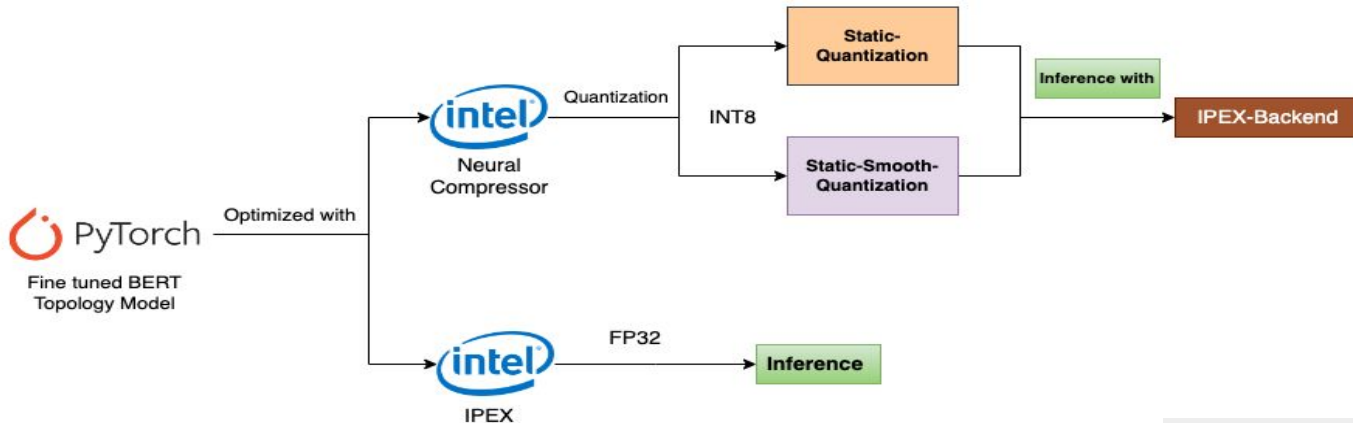 Static-
Quantization
Inference with
Quantization
intel
INT8
IPEX-Backend
Neural
Compressor
Static-Smooth-
Quantization
Optimized with
PyTorch
Fine tuned BERT
Topology Model
FP32
intel
Inference
IPEX